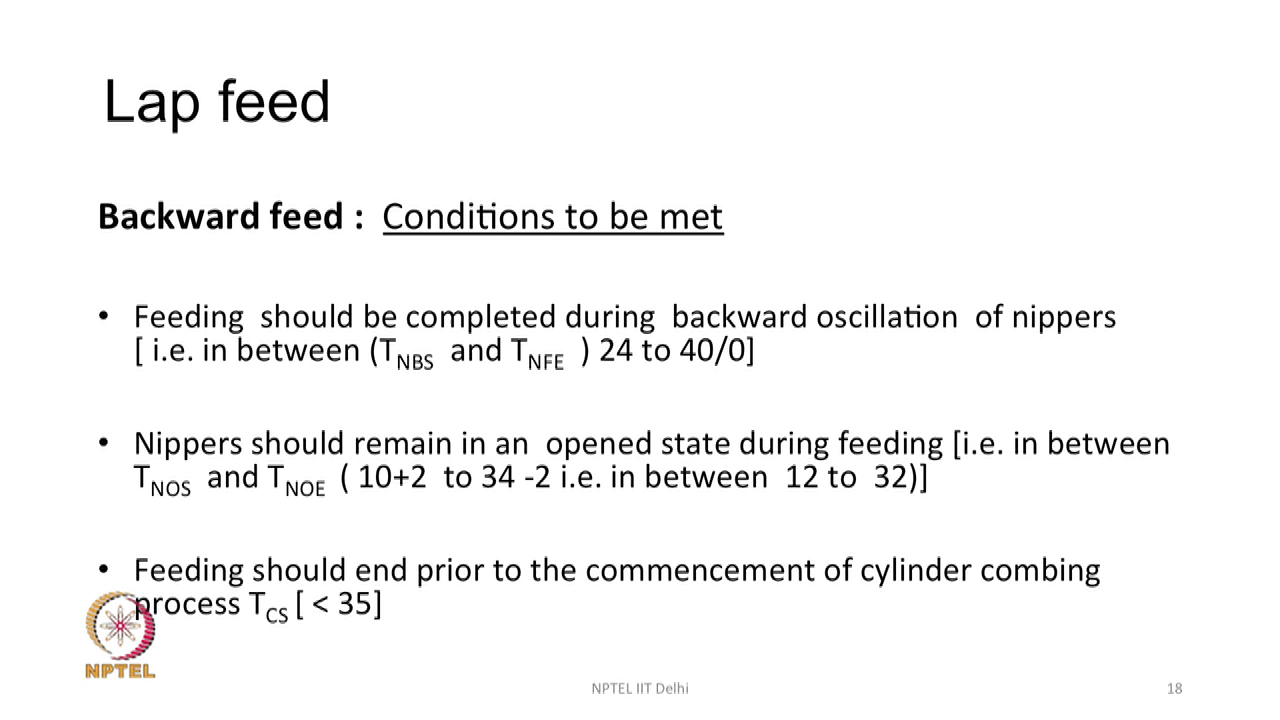 Lap feed
Backward feed : Conditions to be met
• Feeding should be completed during backward oscillation of nippers
[ i.e. in between (TNBS and TNFE ) 24 to 40/0]
• Nippers should remain in an opened state during feeding [i.e. in between
TNOS and TNOE ( 10+2 to 34 -2 i.e. in between 12 to 32)]
• Feeding should end prior to the commencement of cylinder combing
process TCS [ < 35]
NPTEL
NPTEL IIT Delhi
18